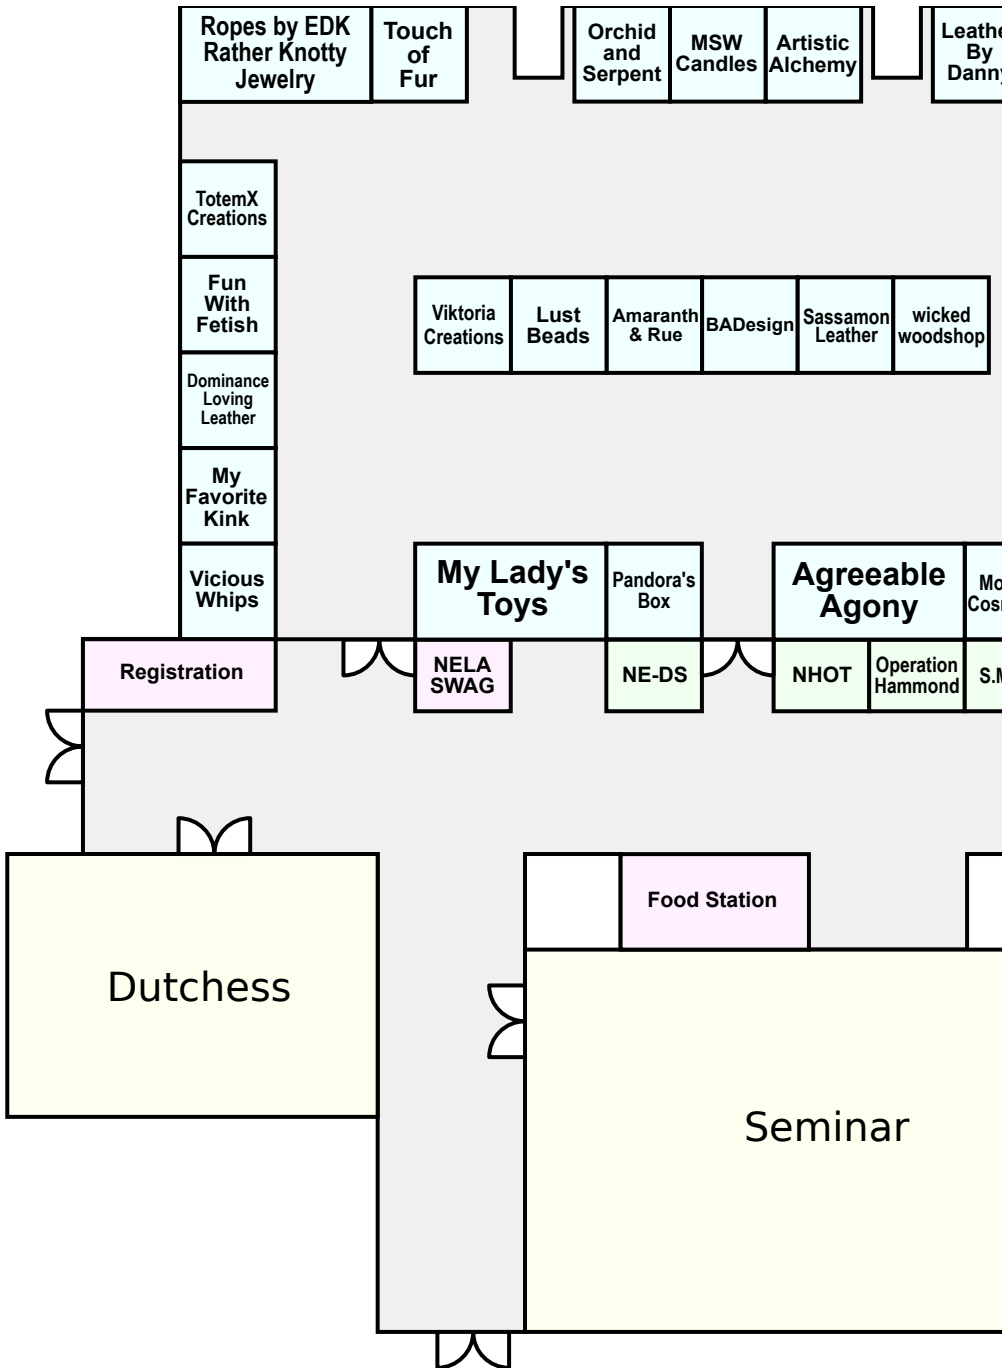 Ropes by EDK
Rather Knotty
Jewelry
Touch
of
Fur
Orchid
and
Serpent
MSW
Candles
Artistic
Alchemy
By
TotemX
Creations
Fun
With
Fetish
Dominance
Loving
Leather
My
Favorite
Kink
Vicious
Whips
Viktoria
Creations
Lust
Beads
Amaranth
& Rue
BADesign
Sassamon
Leather
wicked
woodshop
My Lady's
Toys
Pandora's
Box
Agreeable
Agony
Registration
NELA
SWAG
NE-DS
NHOT
Operation
Hammond
Food Station
Dutchess
Seminar